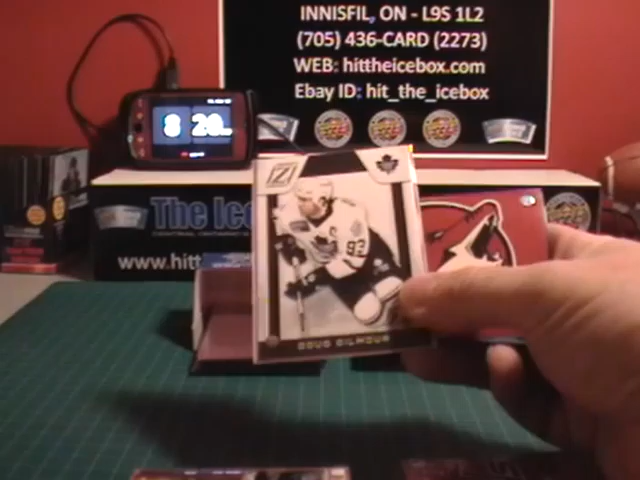 INNISFIL, ON - L9S 1L2
(705) 436-CARD (2273)
WEB: hittheicebox.com
Ebay ID: hit_the_icebox
8 20
The Ice
www.hitt
Z
C
93
DOUG GILMOUR